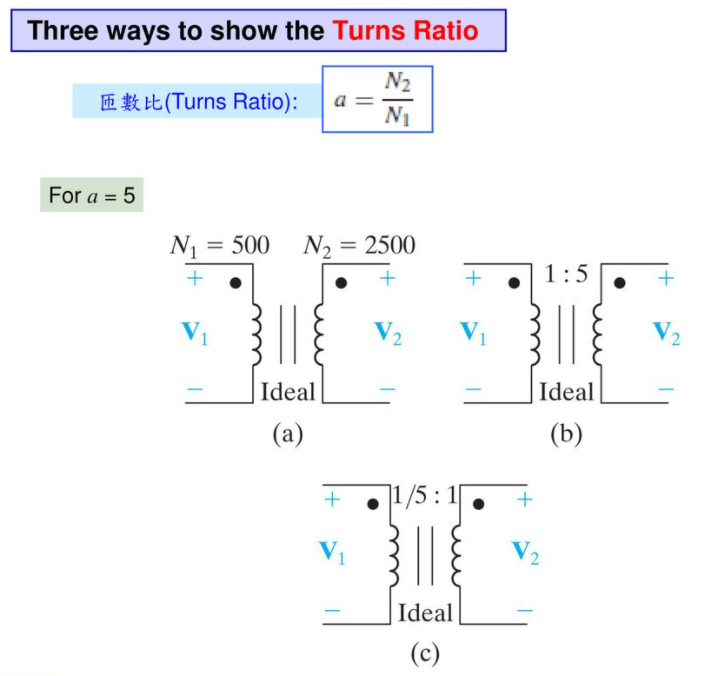 Three ways to show the Turns Ratio
匝數比(Turns Ratio): a = N₂/N₁
For a = 5
N₁ = 500 N₂ = 2500
+ + + 1 : 5 +
V₁ V₂ V₁ V₂
− Ideal − − Ideal −
(a) (b)
+ 1/5 : 1 +
V₁ V₂
− Ideal −
(c)